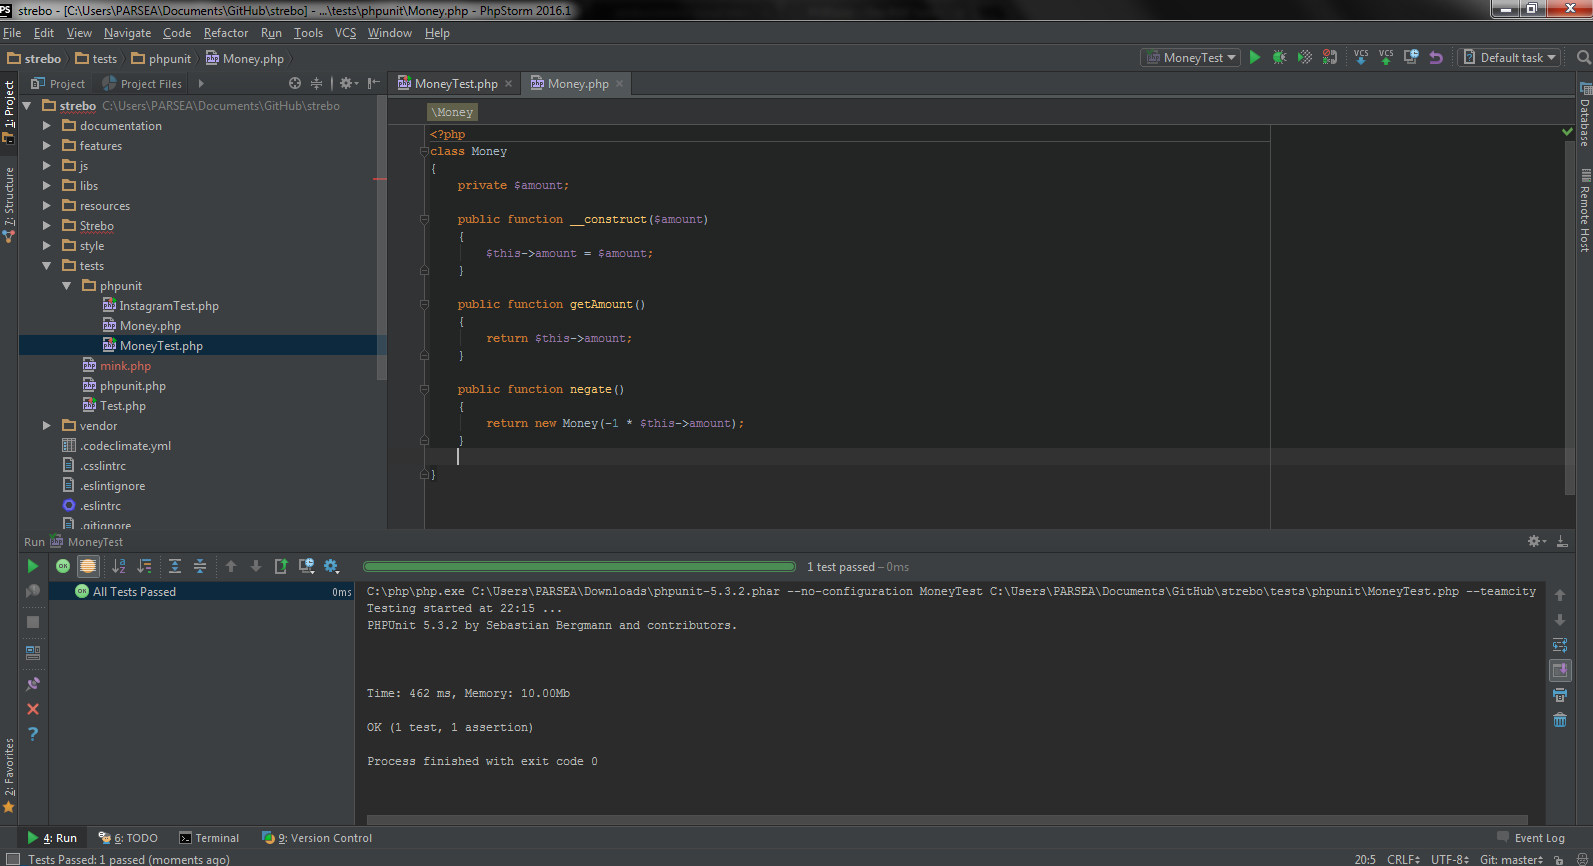 PS strebo - [C:\Users\PARSEA\Documents\GitHub\strebo] - ...\tests\phpunit\Money.php - PhpStorm 2016.1
File Edit View Navigate Code Refactor Run Tools VCS Window Help
strebo tests phpunit Money.php MoneyTest VCS VCS Default task
Project Project Files MoneyTest.php Money.php
1: Project
7: Structure
2: Favorites
strebo C:\Users\PARSEA\Documents\GitHub\strebo
documentation
features
js
libs
resources
Strebo
style
tests
phpunit
InstagramTest.php
Money.php
MoneyTest.php
mink.php
phpunit.php
Test.php
vendor
.codeclimate.yml
.csslintrc
.eslintignore
.eslintrc
.gitignore
\Money
<?php
class Money
{
private $amount;
public function __construct($amount)
{
$this->amount = $amount;
}
public function getAmount()
{
return $this->amount;
}
public function negate()
{
return new Money(-1 * $this->amount);
}
}
Database
Remote Host
Run MoneyTest
1 test passed – 0ms
All Tests Passed 0ms
C:\php\php.exe C:\Users\PARSEA\Downloads\phpunit-5.3.2.phar --no-configuration MoneyTest C:\Users\PARSEA\Documents\GitHub\strebo\tests\phpunit\MoneyTest.php --teamcity
Testing started at 22:15 ...
PHPUnit 5.3.2 by Sebastian Bergmann and contributors.
Time: 462 ms, Memory: 10.00Mb
OK (1 test, 1 assertion)
Process finished with exit code 0
4: Run 6: TODO Terminal 9: Version Control Event Log
Tests Passed: 1 passed (moments ago) 20:5 CRLF UTF-8 Git: master